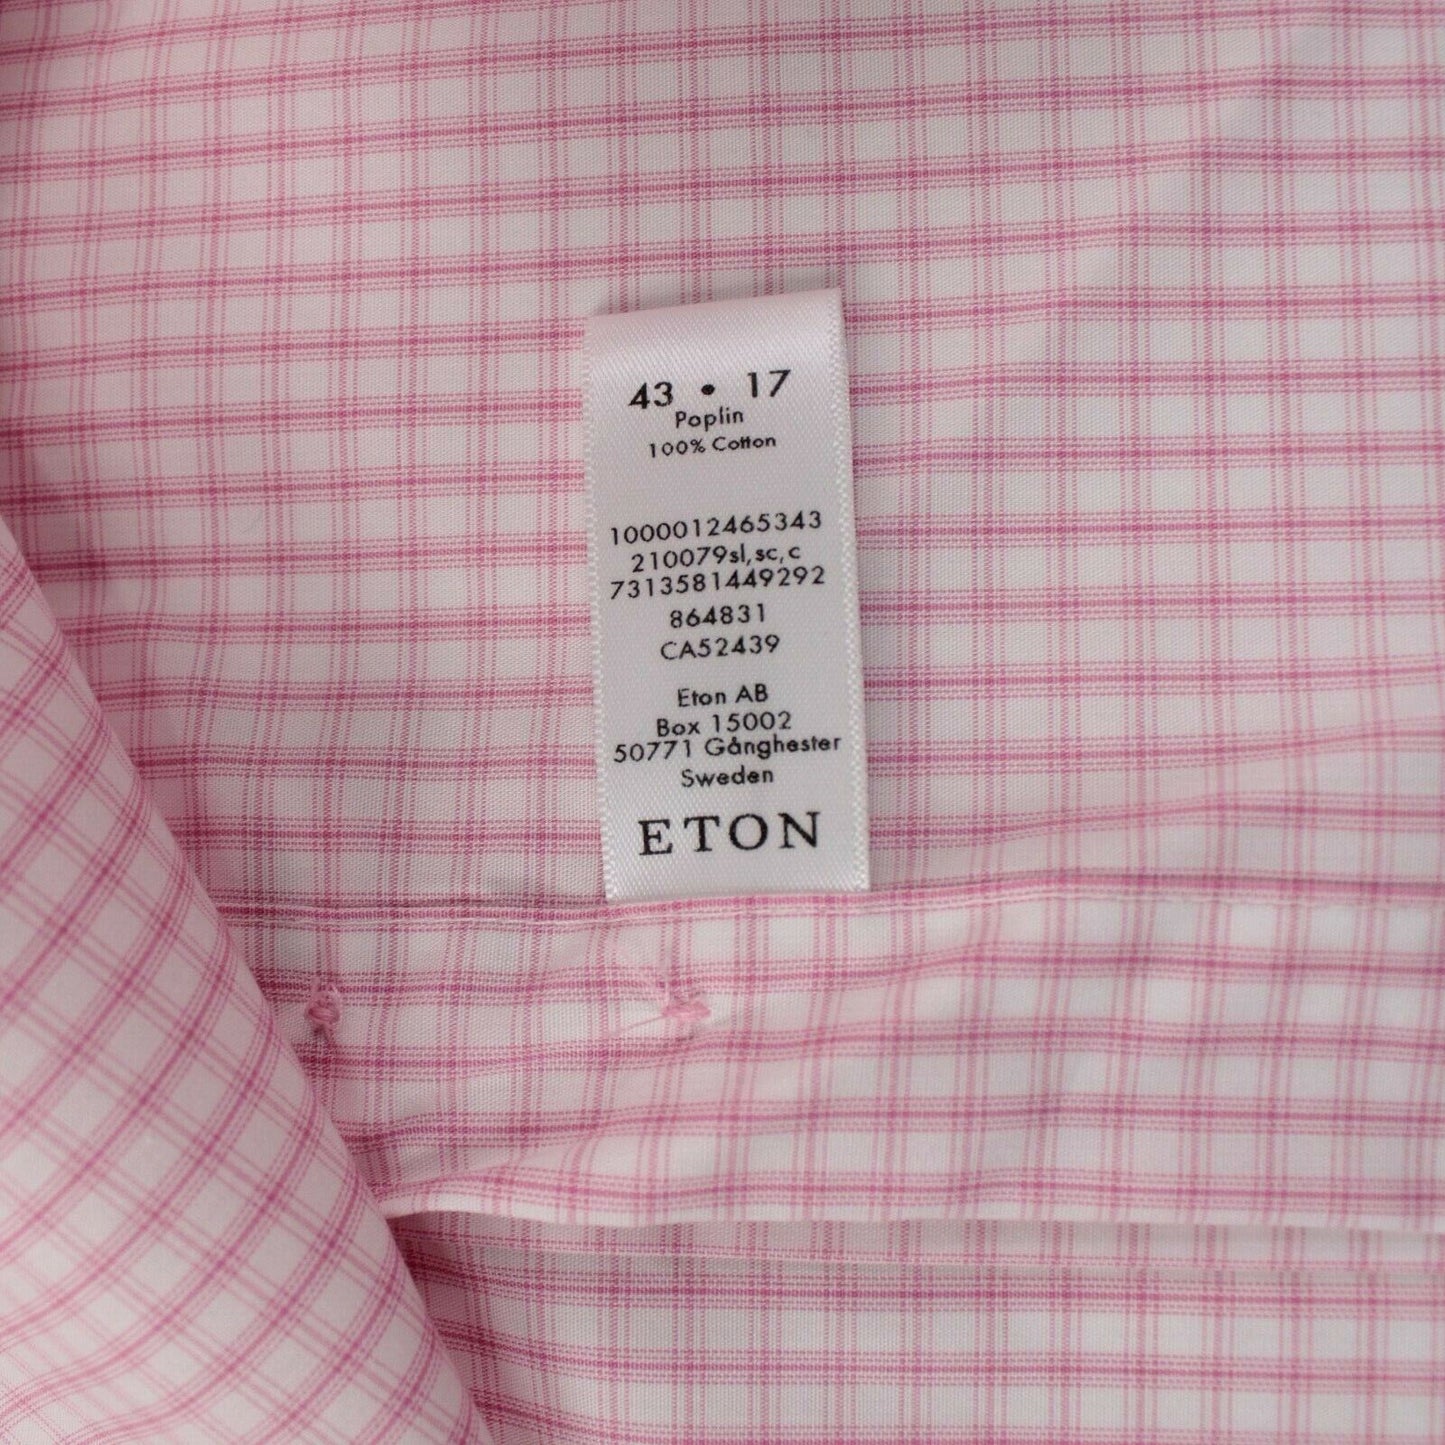 43 • 17
Poplin
100% Cotton
1000012465343
210079sl,sc,c
7313581449292
864831
CA52439
Eton AB
Box 15002
50771 Gånghester
Sweden
ETON